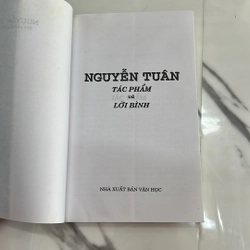 NGUYỄN TUÂN
TÁC PHẨM
và
LỜI BÌNH
NHÀ XUẤT BẢN VĂN HỌC